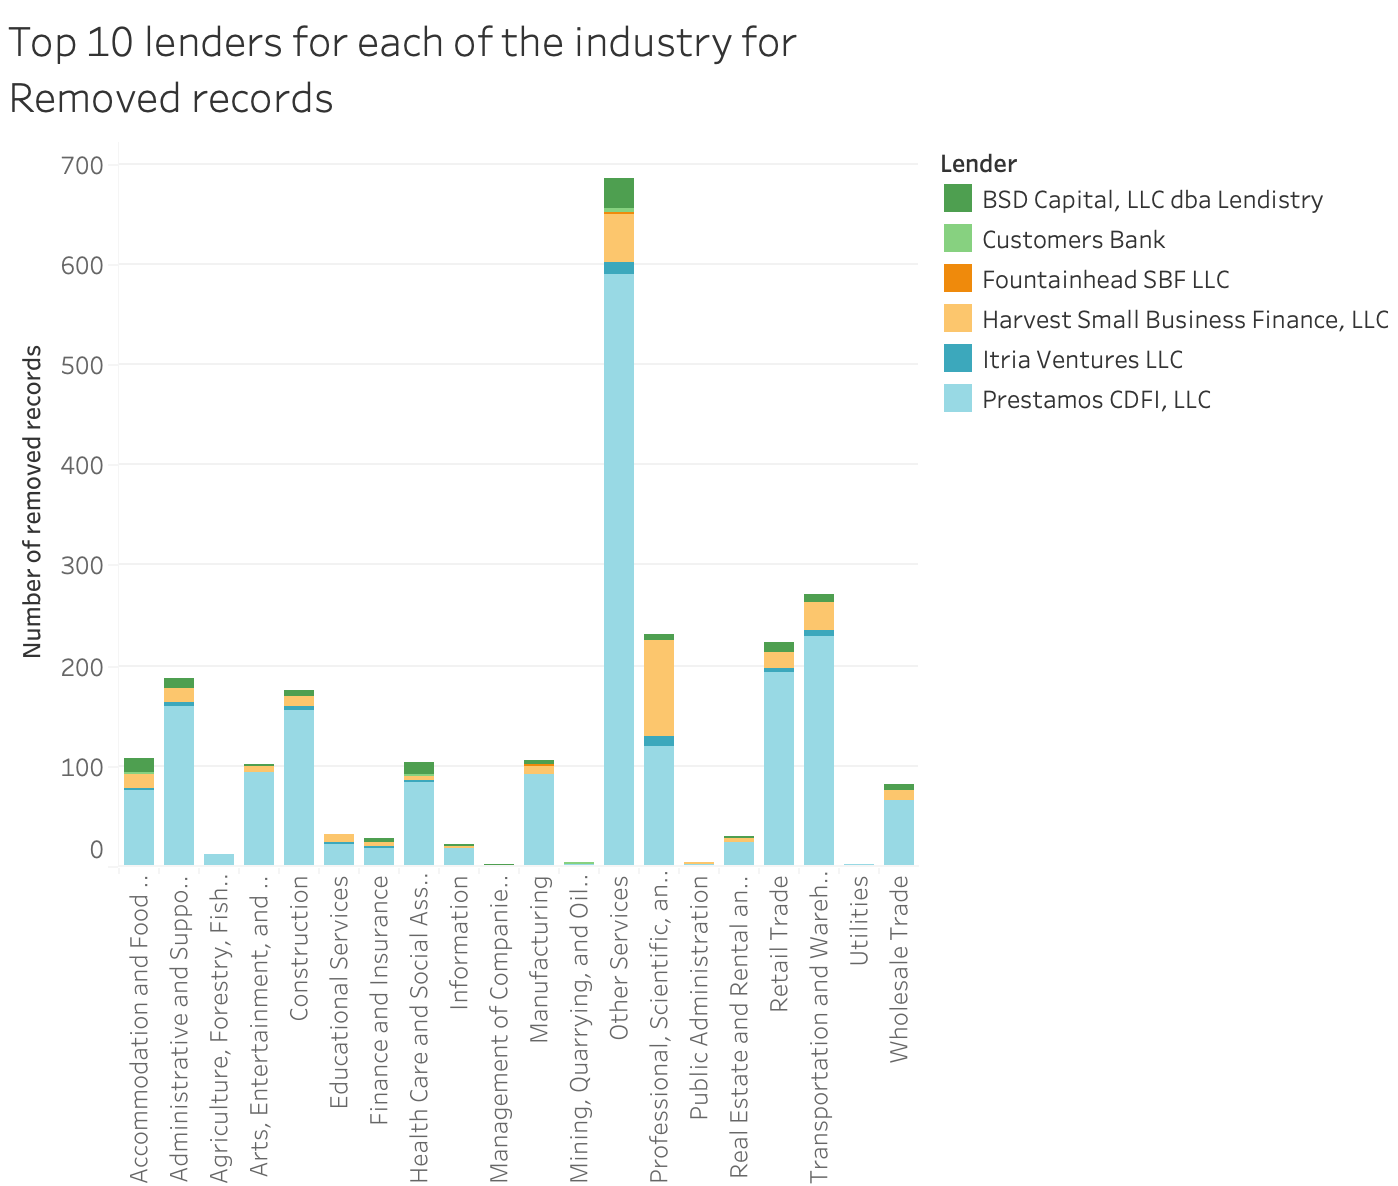 Top 10 lenders for each of the industry for
Removed records
Number of removed records
700
600
500
400
300
200
100
0
Lender
BSD Capital, LLC dba Lendistry
Customers Bank
Fountainhead SBF LLC
Harvest Small Business Finance, LLC
Itria Ventures LLC
Prestamos CDFI, LLC
Accommodation and Food ..
Administrative and Suppo..
Agriculture, Forestry, Fish..
Arts, Entertainment, and ..
Construction
Educational Services
Finance and Insurance
Health Care and Social Ass..
Information
Management of Companie..
Manufacturing
Mining, Quarrying, and Oil..
Other Services
Professional, Scientific, an..
Public Administration
Real Estate and Rental an..
Retail Trade
Transportation and Wareh..
Utilities
Wholesale Trade